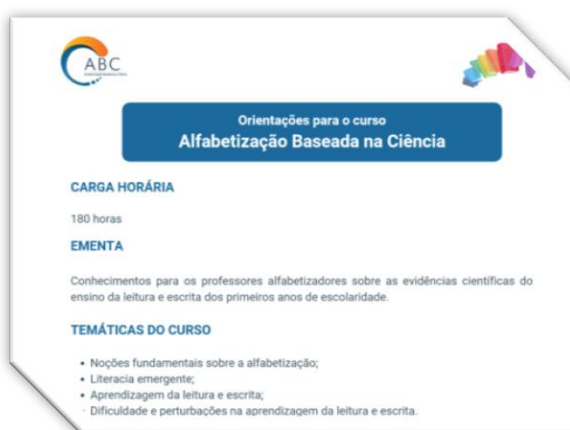 ABC
Orientações para o curso
Alfabetização Baseada na Ciência
CARGA HORÁRIA
180 horas
EMENTA
Conhecimentos para os professores alfabetizadores sobre as evidências científicas do
ensino da leitura e escrita dos primeiros anos de escolaridade.
TEMÁTICAS DO CURSO
• Noções fundamentais sobre a alfabetização;
• Literacia emergente;
• Aprendizagem da leitura e escrita;
· Dificuldade e perturbações na aprendizagem da leitura e escrita.